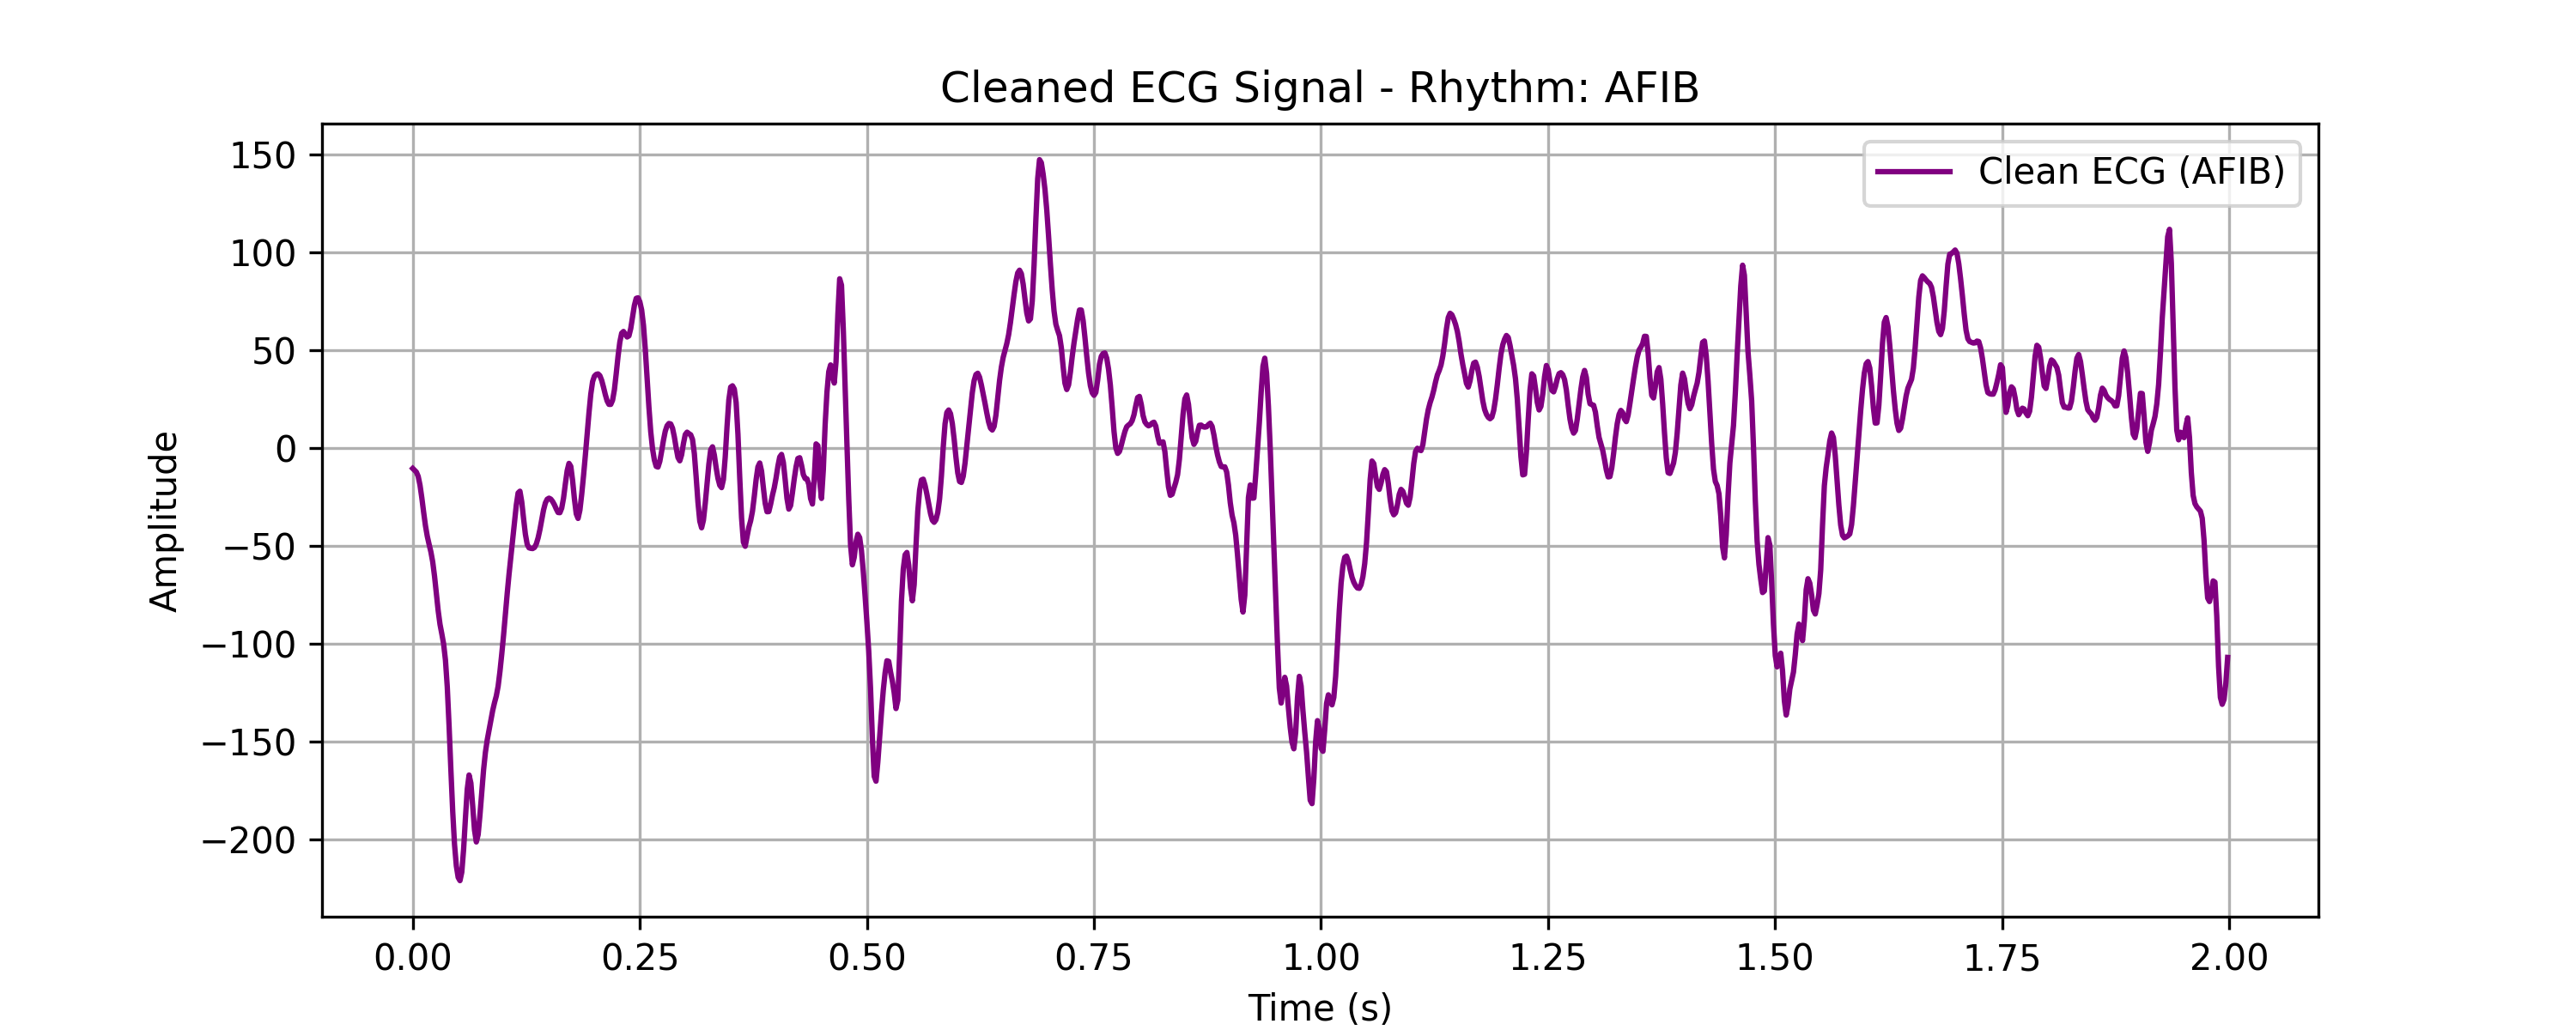 Cleaned ECG Signal - Rhythm: AFIB
Clean ECG (AFIB)
Amplitude
150
100
50
0
−50
−100
−150
−200
0.00 0.25 0.50 0.75 1.00 1.25 1.50 1.75 2.00
Time (s)